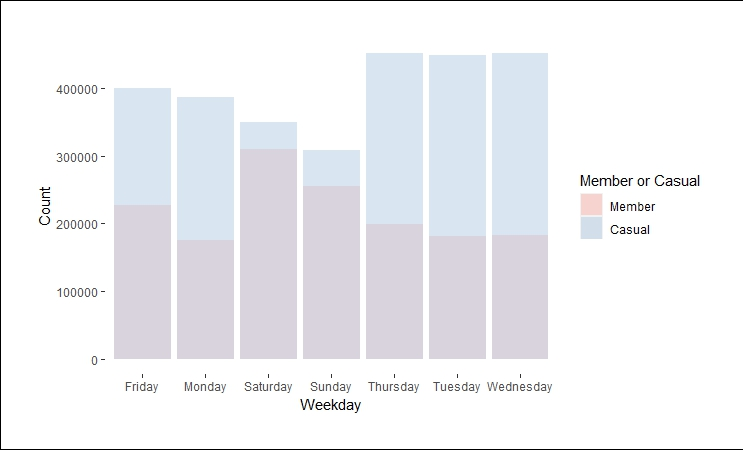 400000
300000
200000
100000
0
Count
Friday
Monday
Saturday
Sunday
Thursday
Tuesday
Wednesday
Weekday
Member or Casual
Member
Casual